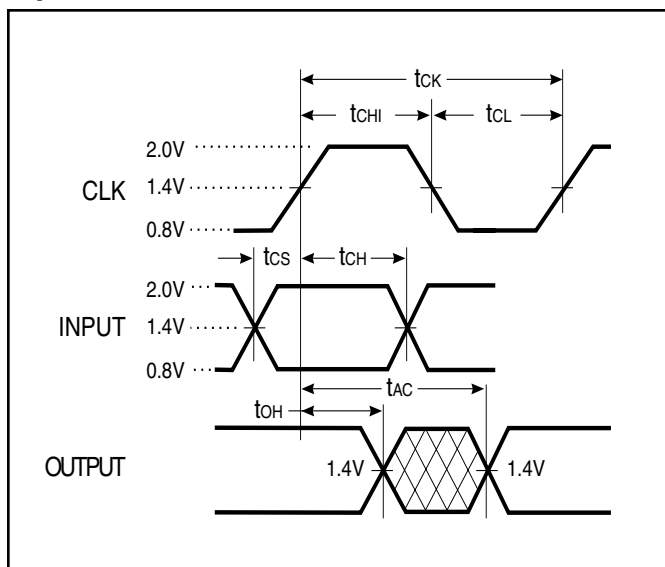 tCK
tCHI tCL
2.0V
CLK 1.4V
0.8V
tCS tCH
2.0V
INPUT 1.4V
0.8V
tAC
tOH
OUTPUT 1.4V 1.4V